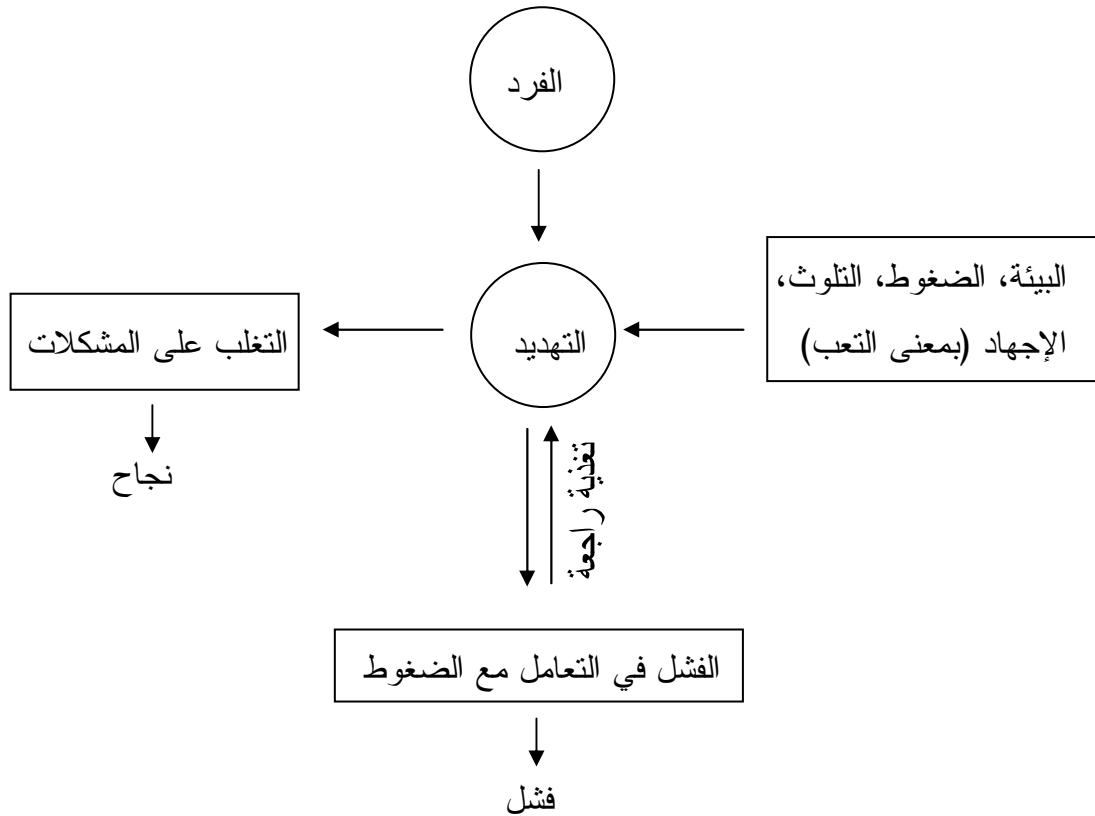 الفرد
البيئة، الضغوط، التلوث،
الإجهاد (بمعنى التعب)
التهديد
التغلب على المشكلات
نجاح
تغذية راجعة
الفشل في التعامل مع الضغوط
فشل